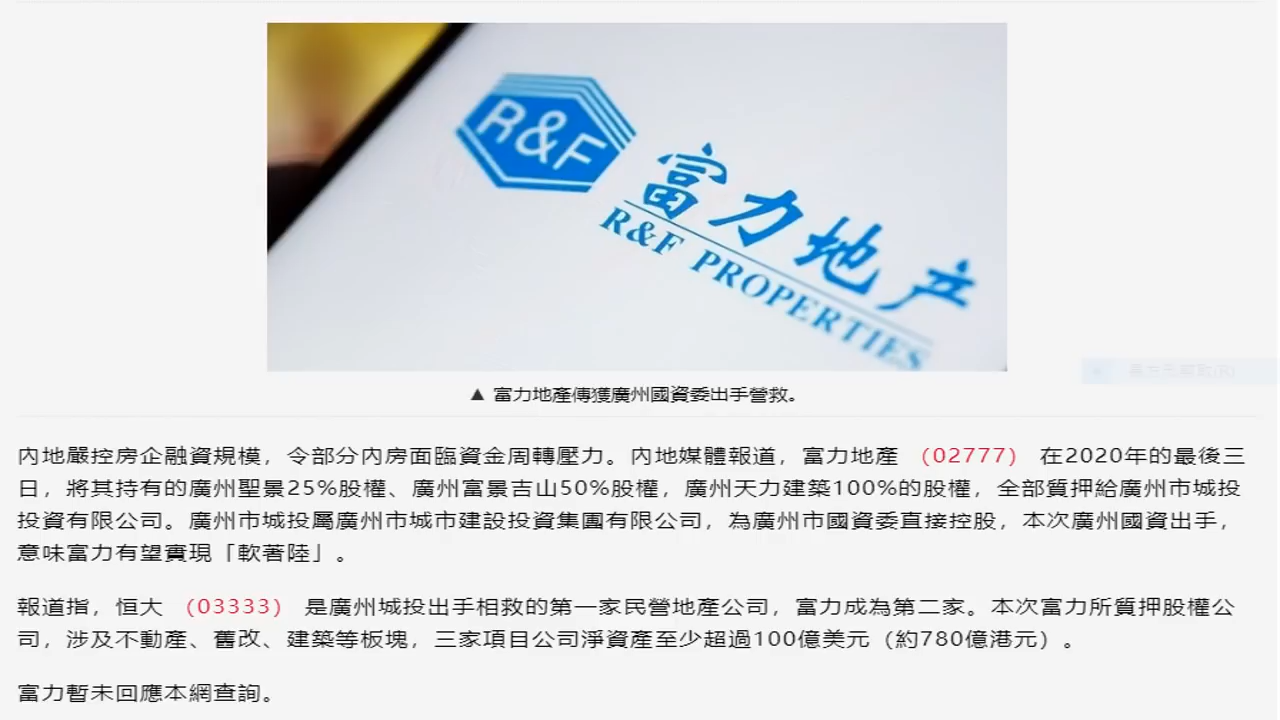 R&F
富力地产
R&F PROPERTIES
▲ 富力地產傳獲廣州國資委出手營救。
內地嚴控房企融資規模，令部分內房面臨資金周轉壓力。內地媒體報道，富力地產 （02777） 在2020年的最後三
日，將其持有的廣州聖景25%股權、廣州富景吉山50%股權，廣州天力建築100%的股權，全部質押給廣州市城投
投資有限公司。廣州市城投屬廣州市城市建設投資集團有限公司，為廣州市國資委直接控股，本次廣州國資出手，
意味富力有望實現「軟著陸」。
報道指，恒大 （03333） 是廣州城投出手相救的第一家民營地產公司，富力成為第二家。本次富力所質押股權公
司，涉及不動產、舊改、建築等板塊，三家項目公司淨資產至少超過100億美元（約780億港元）。
富力暫未回應本網查詢。